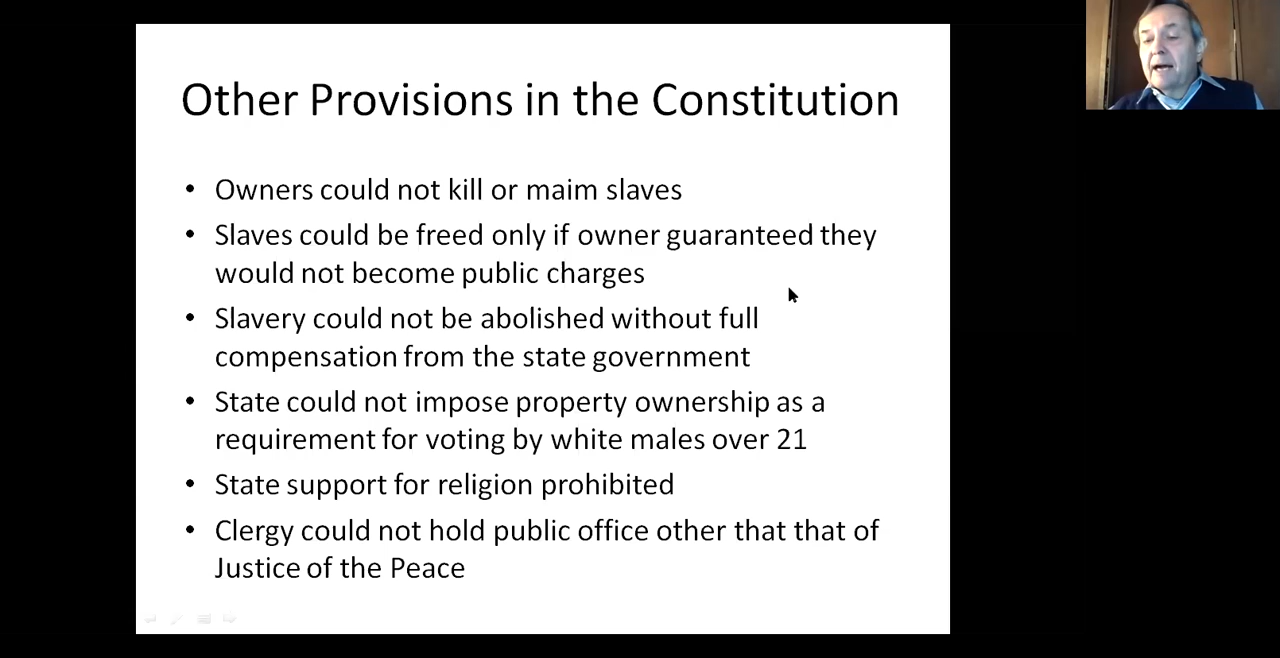 Other Provisions in the Constitution
• Owners could not kill or maim slaves
• Slaves could be freed only if owner guaranteed they
would not become public charges
• Slavery could not be abolished without full
compensation from the state government
• State could not impose property ownership as a
requirement for voting by white males over 21
• State support for religion prohibited
• Clergy could not hold public office other that that of
Justice of the Peace